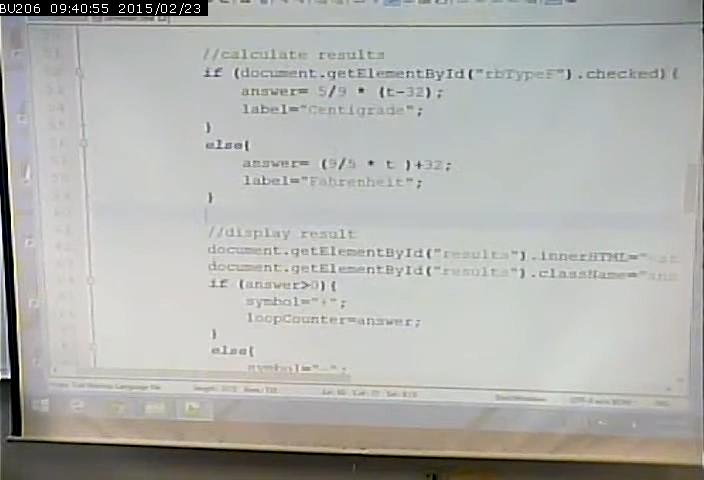 BU206 09:40:55 2015/02/23
//calculate results
if (document.getElementById("rbTypeF").checked){
answer= 5/9 * (t-32);
label="Centigrade";
}
else{
answer= (9/5 * t )+32;
label="Fahrenheit";
}
//display result
document.getElementById("results").innerHTML="
document.getElementById("results").className="
if (answer>0){
symbol="+";
loopCounter=answer;
}
else{
symbol="-";